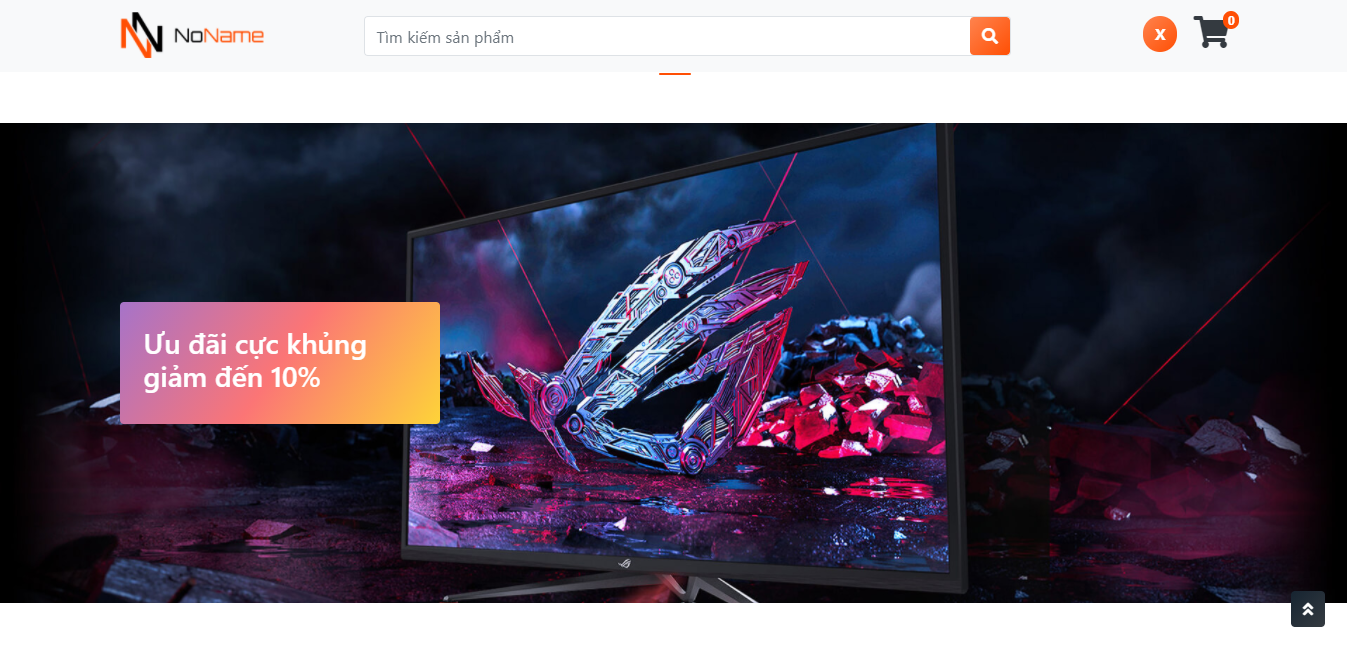 NoName
Tìm kiếm sản phẩm
X
0
Ưu đãi cực khủng
giảm đến 10%